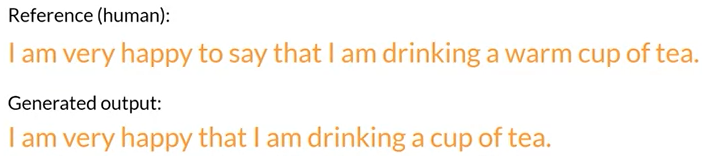 Reference (human):
I am very happy to say that I am drinking a warm cup of tea.
Generated output:
I am very happy that I am drinking a cup of tea.